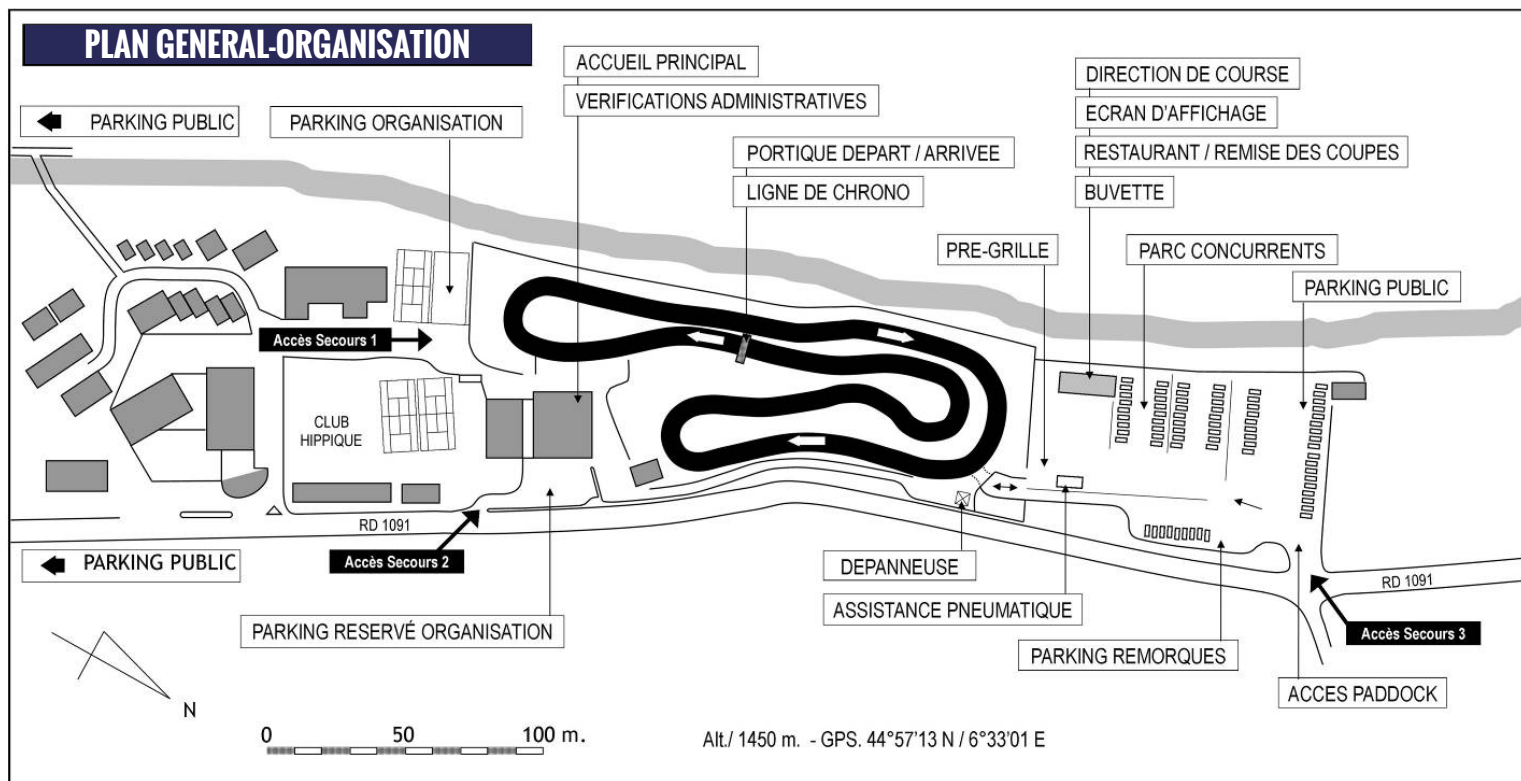 PLAN GENERAL-ORGANISATION
ACCUEIL PRINCIPAL
VERIFICATIONS ADMINISTRATIVES
DIRECTION DE COURSE
ECRAN D'AFFICHAGE
RESTAURANT / REMISE DES COUPES
BUVETTE
PARKING PUBLIC
PARKING ORGANISATION
PORTIQUE DEPART / ARRIVEE
LIGNE DE CHRONO
PRE-GRILLE
PARC CONCURRENTS
PARKING PUBLIC
Accès Secours 1
CLUB
HIPPIQUE
RD 1091
Accès Secours 2
PARKING PUBLIC
DEPANNEUSE
ASSISTANCE PNEUMATIQUE
RD 1091
PARKING RESERVÉ ORGANISATION
PARKING REMORQUES
Accès Secours 3
ACCES PADDOCK
N
0 50 100 m.
Alt./ 1450 m. - GPS. 44°57'13 N / 6°33'01 E